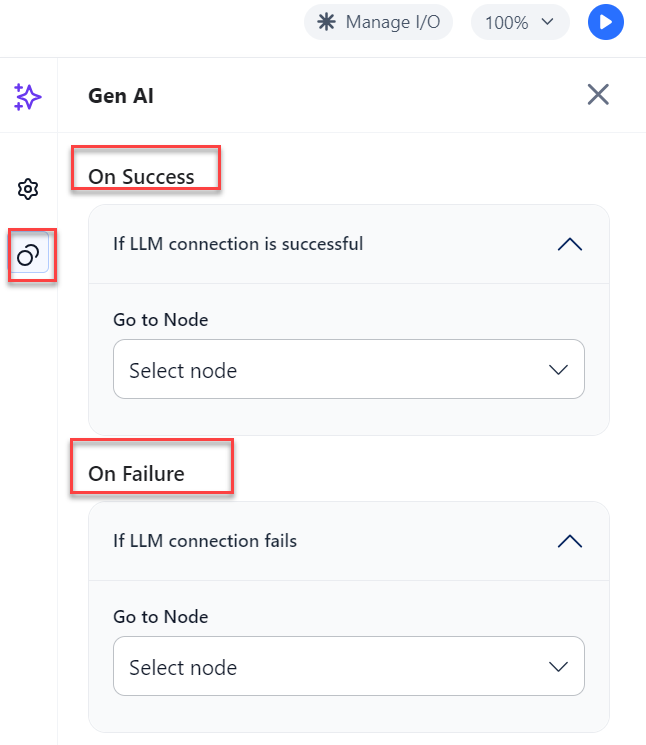 Manage I/O
100%
Gen AI
On Success
If LLM connection is successful
Go to Node
Select node
On Failure
If LLM connection fails
Go to Node
Select node